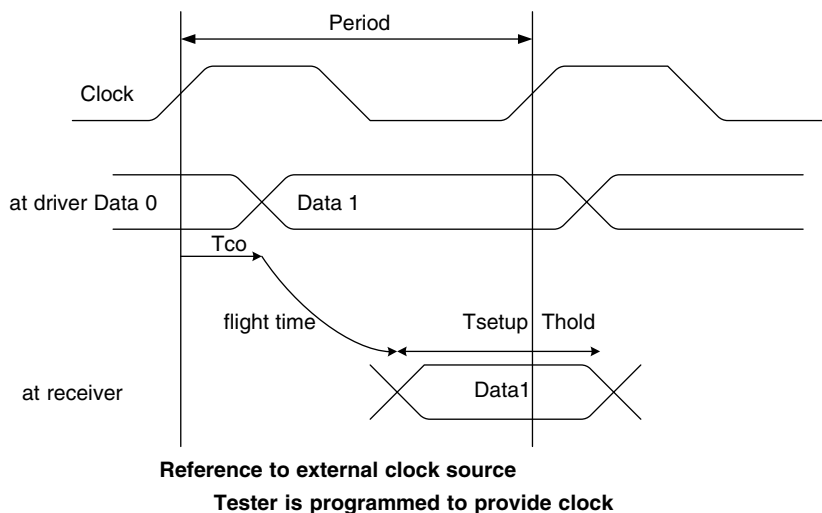 Period
Clock
at driver Data 0 Data 1
Tco
flight time Tsetup Thold
at receiver Data1
Reference to external clock source
Tester is programmed to provide clock